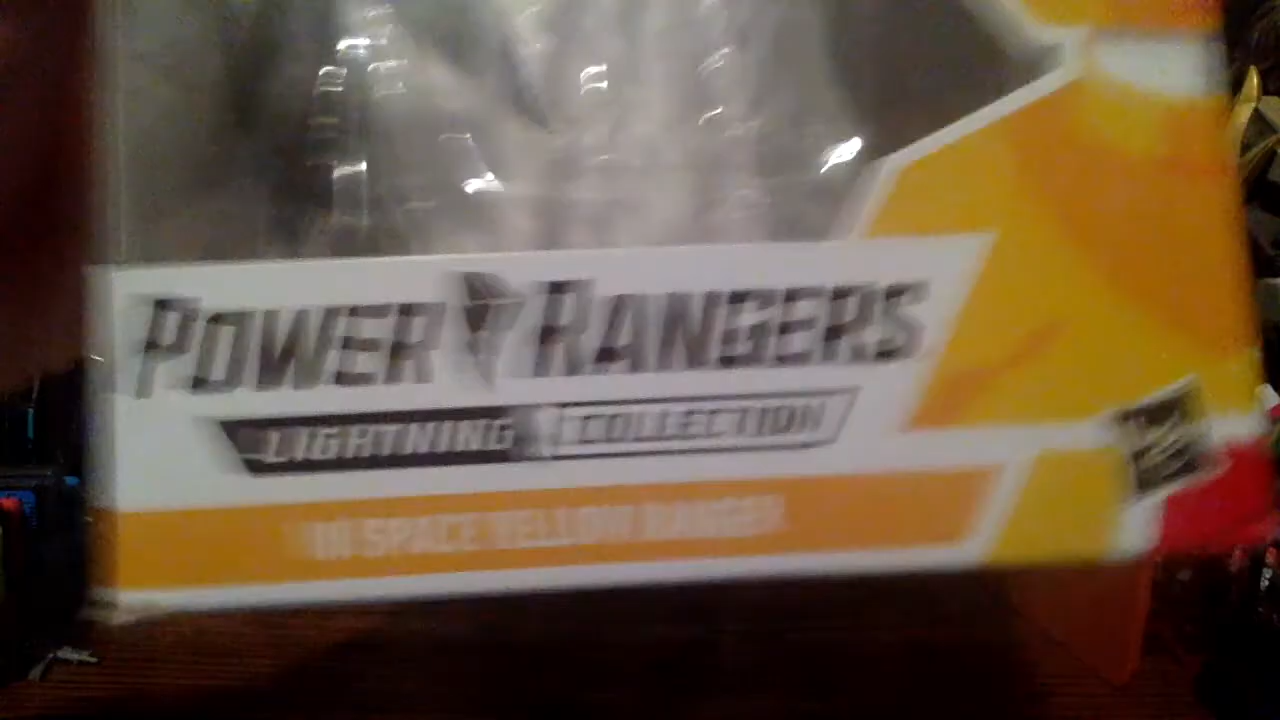 POWER RANGERS
LIGHTNING COLLECTION
IN SPACE YELLOW RANGER